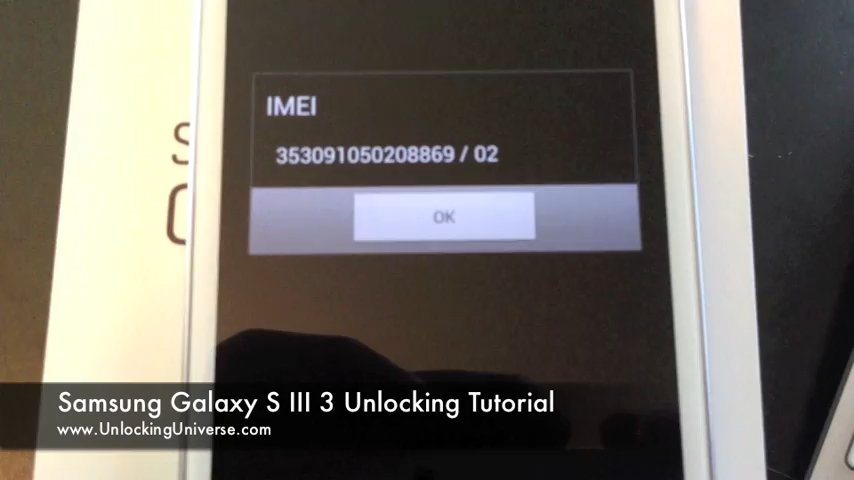 IMEI
353091050208869 / 02
OK
Samsung Galaxy S III 3 Unlocking Tutorial
www.UnlockingUniverse.com